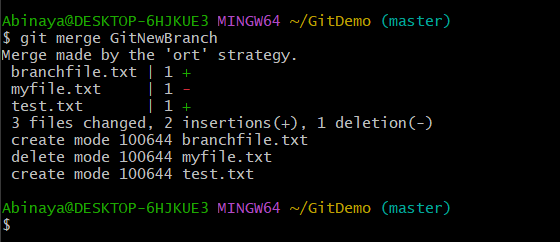 Abinaya@DESKTOP-6HJKUE3 MINGW64 ~/GitDemo (master)
$ git merge GitNewBranch
Merge made by the 'ort' strategy.
 branchfile.txt | 1 +
 myfile.txt     | 1 -
 test.txt       | 1 +
 3 files changed, 2 insertions(+), 1 deletion(-)
 create mode 100644 branchfile.txt
 delete mode 100644 myfile.txt
 create mode 100644 test.txt
Abinaya@DESKTOP-6HJKUE3 MINGW64 ~/GitDemo (master)
$